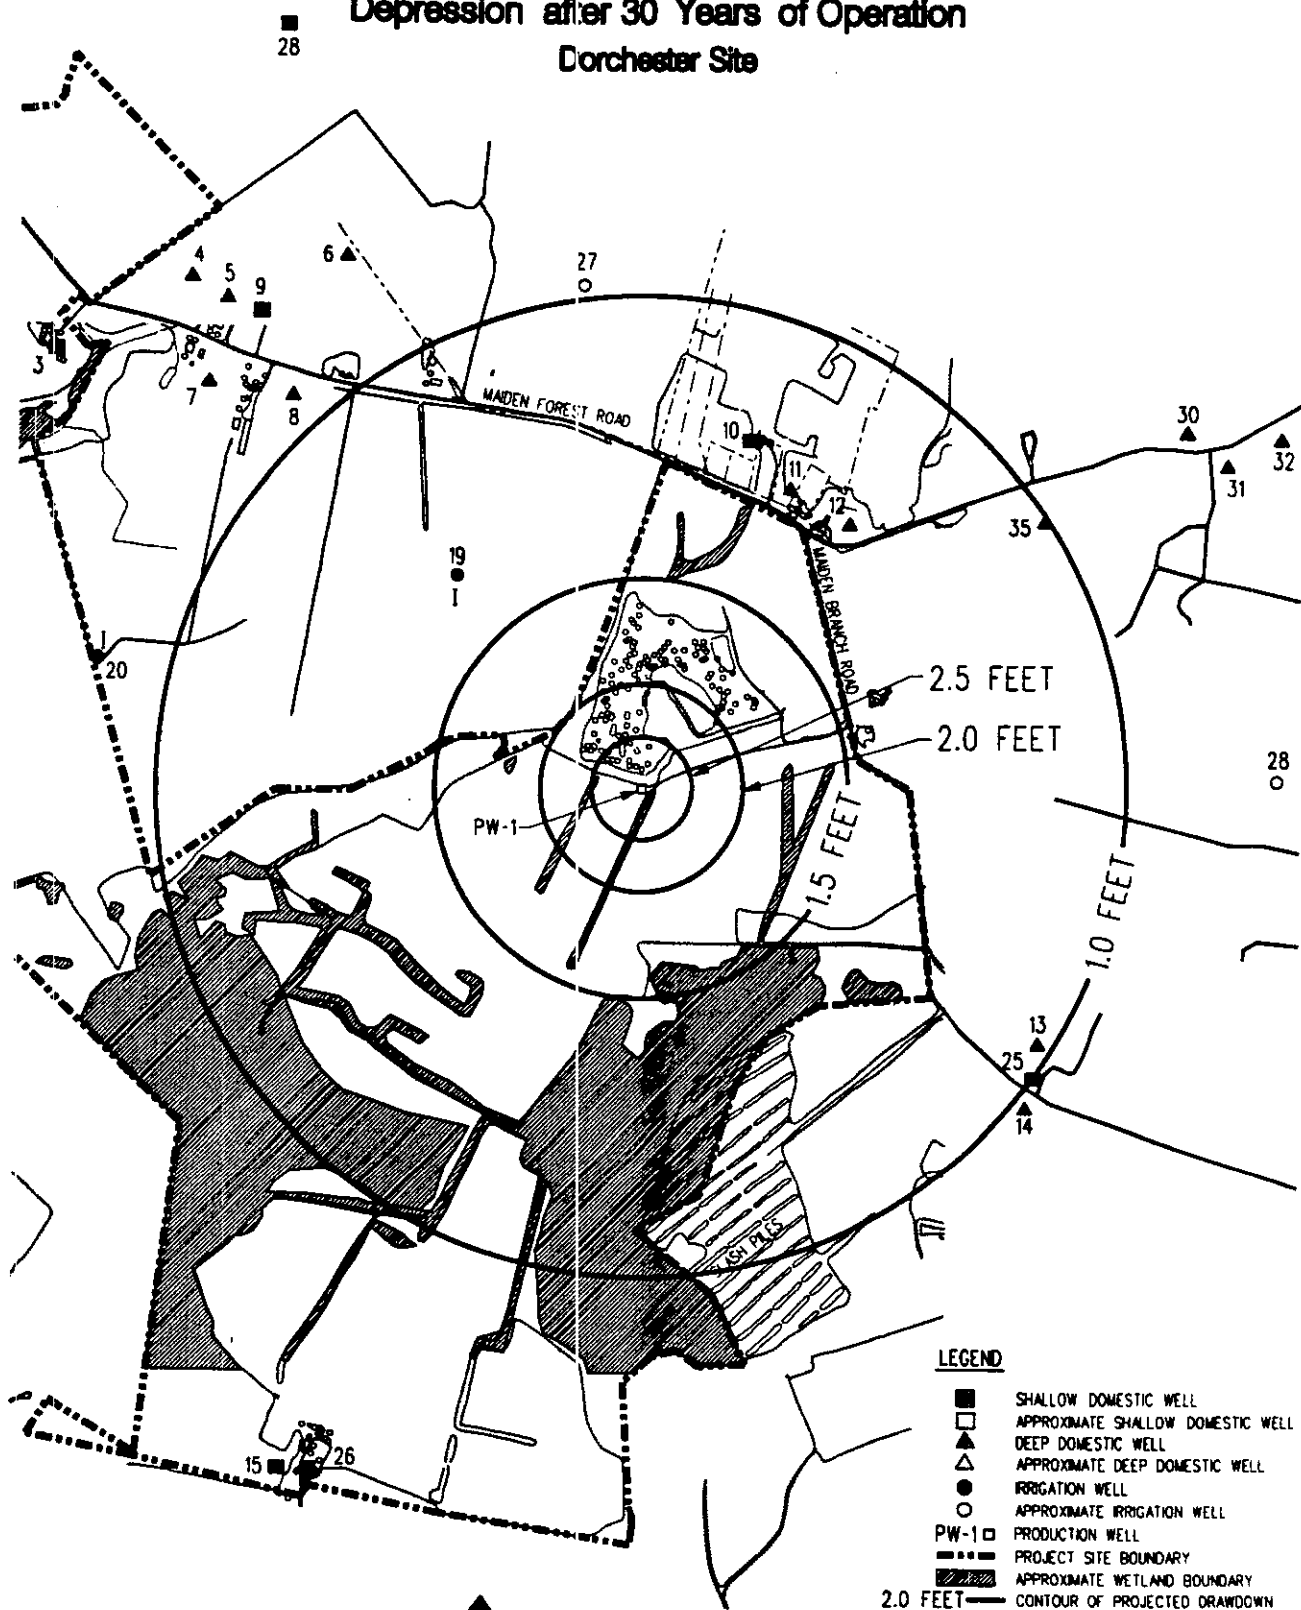 Depression after 30 Years of Operation
Dorchester Site
28
4
5
9
6
27
3
7
8
MAIDEN FOREST ROAD
10
11
12
30
31
32
35
19
I
I
20
MAIDEN BRANCH ROAD
2.5 FEET
2.0 FEET
28
PW-1
1.5 FEET
1.0 FEET
13
25
14
ASH PILES
15
26
LEGEND
SHALLOW DOMESTIC WELL
APPROXIMATE SHALLOW DOMESTIC WELL
DEEP DOMESTIC WELL
APPROXIMATE DEEP DOMESTIC WELL
IRRIGATION WELL
APPROXIMATE IRRIGATION WELL
PW-1 PRODUCTION WELL
PROJECT SITE BOUNDARY
APPROXIMATE WETLAND BOUNDARY
2.0 FEET CONTOUR OF PROJECTED DRAWDOWN